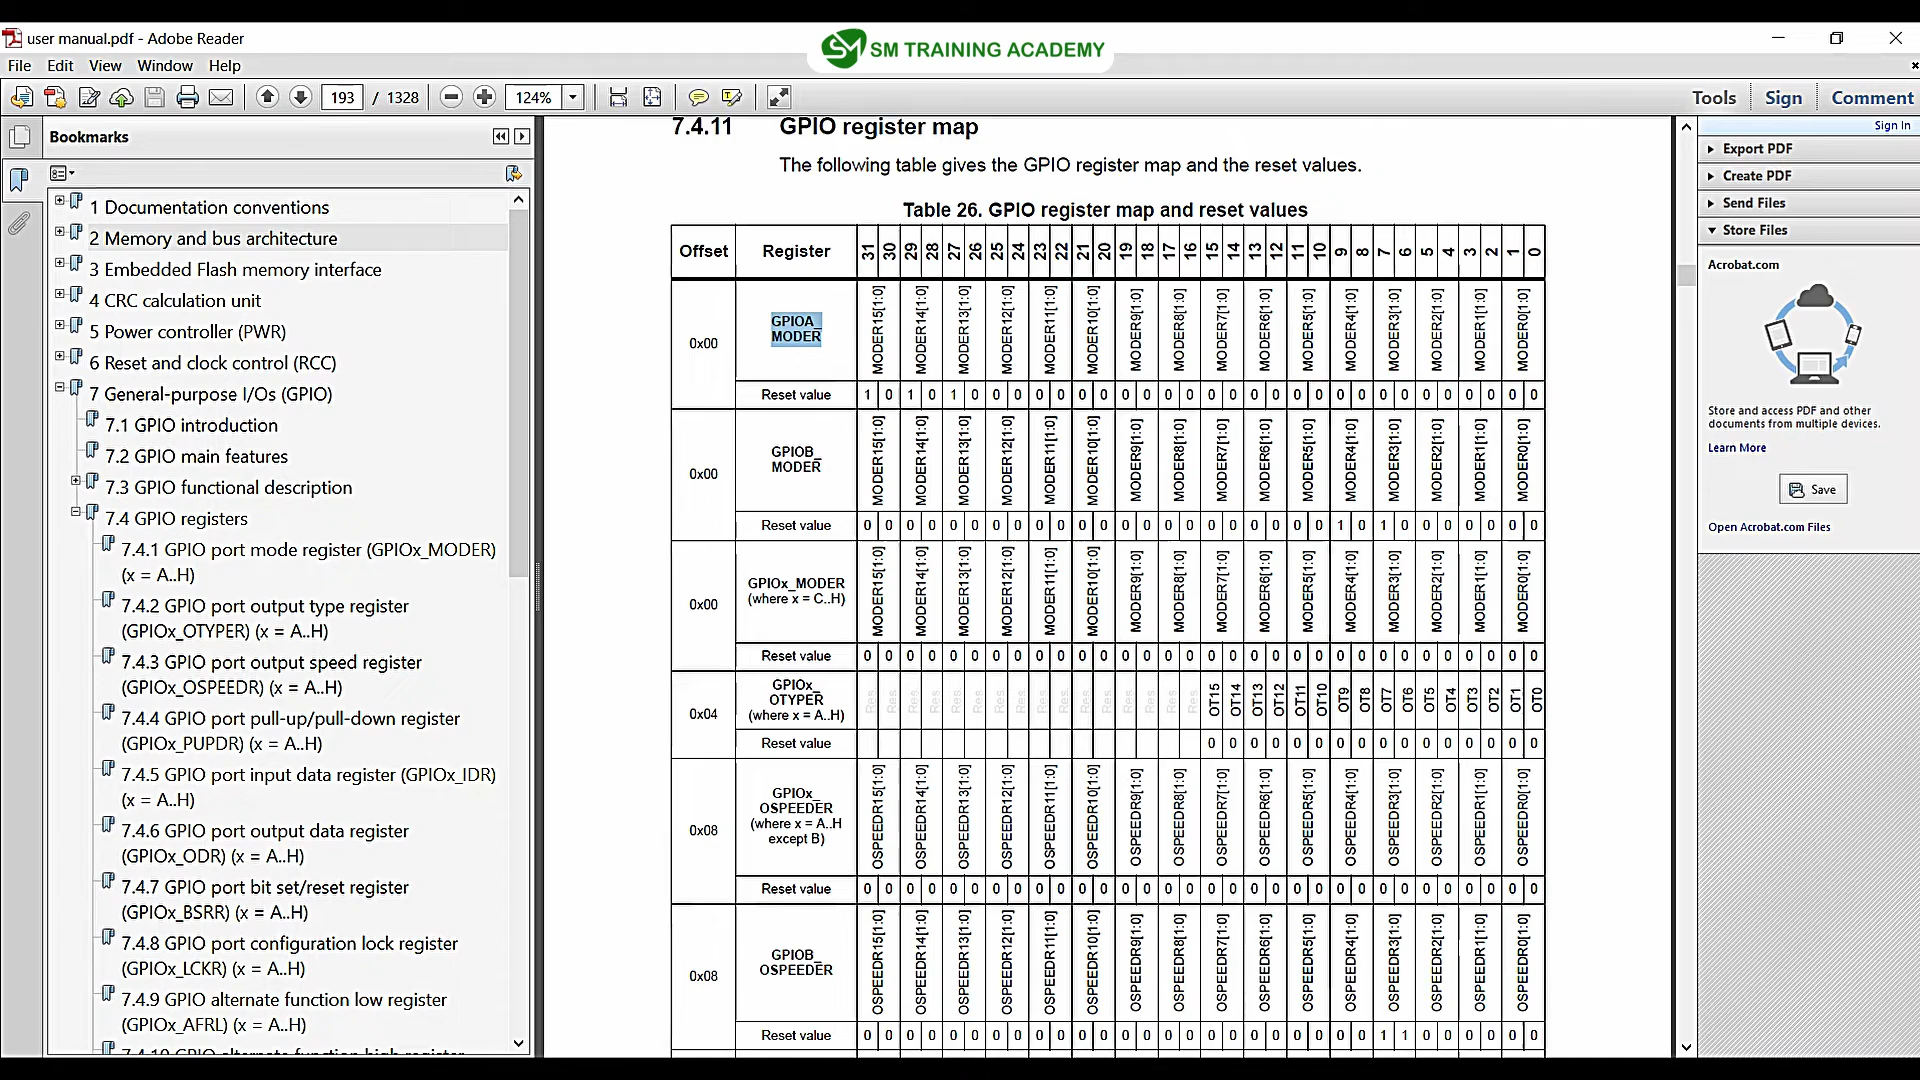 user manual.pdf - Adobe Reader
SM TRAINING ACADEMY
File Edit View Window Help
193 / 1328 124%
Tools Sign Comment
Sign In
Bookmarks
1 Documentation conventions
2 Memory and bus architecture
3 Embedded Flash memory interface
4 CRC calculation unit
5 Power controller (PWR)
6 Reset and clock control (RCC)
7 General-purpose I/Os (GPIO)
7.1 GPIO introduction
7.2 GPIO main features
7.3 GPIO functional description
7.4 GPIO registers
7.4.1 GPIO port mode register (GPIOx_MODER)
(x = A..H)
7.4.2 GPIO port output type register
(GPIOx_OTYPER) (x = A..H)
7.4.3 GPIO port output speed register
(GPIOx_OSPEEDR) (x = A..H)
7.4.4 GPIO port pull-up/pull-down register
(GPIOx_PUPDR) (x = A..H)
7.4.5 GPIO port input data register (GPIOx_IDR)
(x = A..H)
7.4.6 GPIO port output data register
(GPIOx_ODR) (x = A..H)
7.4.7 GPIO port bit set/reset register
(GPIOx_BSRR) (x = A..H)
7.4.8 GPIO port configuration lock register
(GPIOx_LCKR) (x = A..H)
7.4.9 GPIO alternate function low register
(GPIOx_AFRL) (x = A..H)
7.4.10 GPIO alternate function high register
7.4.11 GPIO register map
The following table gives the GPIO register map and the reset values.
Table 26. GPIO register map and reset values
Offset Register 31 30 29 28 27 26 25 24 23 22 21 20 19 18 17 16 15 14 13 12 11 10 9 8 7 6 5 4 3 2 1 0
0x00 GPIOA_ MODER MODER15[1:0] MODER14[1:0] MODER13[1:0] MODER12[1:0] MODER11[1:0] MODER10[1:0] MODER9[1:0] MODER8[1:0] MODER7[1:0] MODER6[1:0] MODER5[1:0] MODER4[1:0] MODER3[1:0] MODER2[1:0] MODER1[1:0] MODER0[1:0]
Reset value 1 0 1 0 1 0 0 0 0 0 0 0 0 0 0 0 0 0 0 0 0 0 0 0 0 0 0 0 0 0 0 0
0x00 GPIOB_ MODER MODER15[1:0] MODER14[1:0] MODER13[1:0] MODER12[1:0] MODER11[1:0] MODER10[1:0] MODER9[1:0] MODER8[1:0] MODER7[1:0] MODER6[1:0] MODER5[1:0] MODER4[1:0] MODER3[1:0] MODER2[1:0] MODER1[1:0] MODER0[1:0]
Reset value 0 0 0 0 0 0 0 0 0 0 0 0 0 0 0 0 0 0 0 0 0 0 1 0 1 0 0 0 0 0 0 0
0x00 GPIOx_MODER (where x = C..H) MODER15[1:0] MODER14[1:0] MODER13[1:0] MODER12[1:0] MODER11[1:0] MODER10[1:0] MODER9[1:0] MODER8[1:0] MODER7[1:0] MODER6[1:0] MODER5[1:0] MODER4[1:0] MODER3[1:0] MODER2[1:0] MODER1[1:0] MODER0[1:0]
Reset value 0 0 0 0 0 0 0 0 0 0 0 0 0 0 0 0 0 0 0 0 0 0 0 0 0 0 0 0 0 0 0 0
0x04 GPIOx_ OTYPER (where x = A..H) Res. Res. Res. Res. Res. Res. Res. Res. Res. Res. Res. Res. Res. Res. Res. Res. OT15 OT14 OT13 OT12 OT11 OT10 OT9 OT8 OT7 OT6 OT5 OT4 OT3 OT2 OT1 OT0
Reset value 0 0 0 0 0 0 0 0 0 0 0 0 0 0 0 0
0x08 GPIOx_ OSPEEDER (where x = A..H except B) OSPEEDR15[1:0] OSPEEDR14[1:0] OSPEEDR13[1:0] OSPEEDR12[1:0] OSPEEDR11[1:0] OSPEEDR10[1:0] OSPEEDR9[1:0] OSPEEDR8[1:0] OSPEEDR7[1:0] OSPEEDR6[1:0] OSPEEDR5[1:0] OSPEEDR4[1:0] OSPEEDR3[1:0] OSPEEDR2[1:0] OSPEEDR1[1:0] OSPEEDR0[1:0]
Reset value 0 0 0 0 0 0 0 0 0 0 0 0 0 0 0 0 0 0 0 0 0 0 0 0 0 0 0 0 0 0 0 0
0x08 GPIOB_ OSPEEDER OSPEEDR15[1:0] OSPEEDR14[1:0] OSPEEDR13[1:0] OSPEEDR12[1:0] OSPEEDR11[1:0] OSPEEDR10[1:0] OSPEEDR9[1:0] OSPEEDR8[1:0] OSPEEDR7[1:0] OSPEEDR6[1:0] OSPEEDR5[1:0] OSPEEDR4[1:0] OSPEEDR3[1:0] OSPEEDR2[1:0] OSPEEDR1[1:0] OSPEEDR0[1:0]
Reset value 0 0 0 0 0 0 0 0 0 0 0 0 0 0 0 0 0 0 0 0 0 0 0 0 1 1 0 0 0 0 0 0
Export PDF
Create PDF
Send Files
Store Files
Acrobat.com
Store and access PDF and other
documents from multiple devices.
Learn More
Save
Open Acrobat.com Files